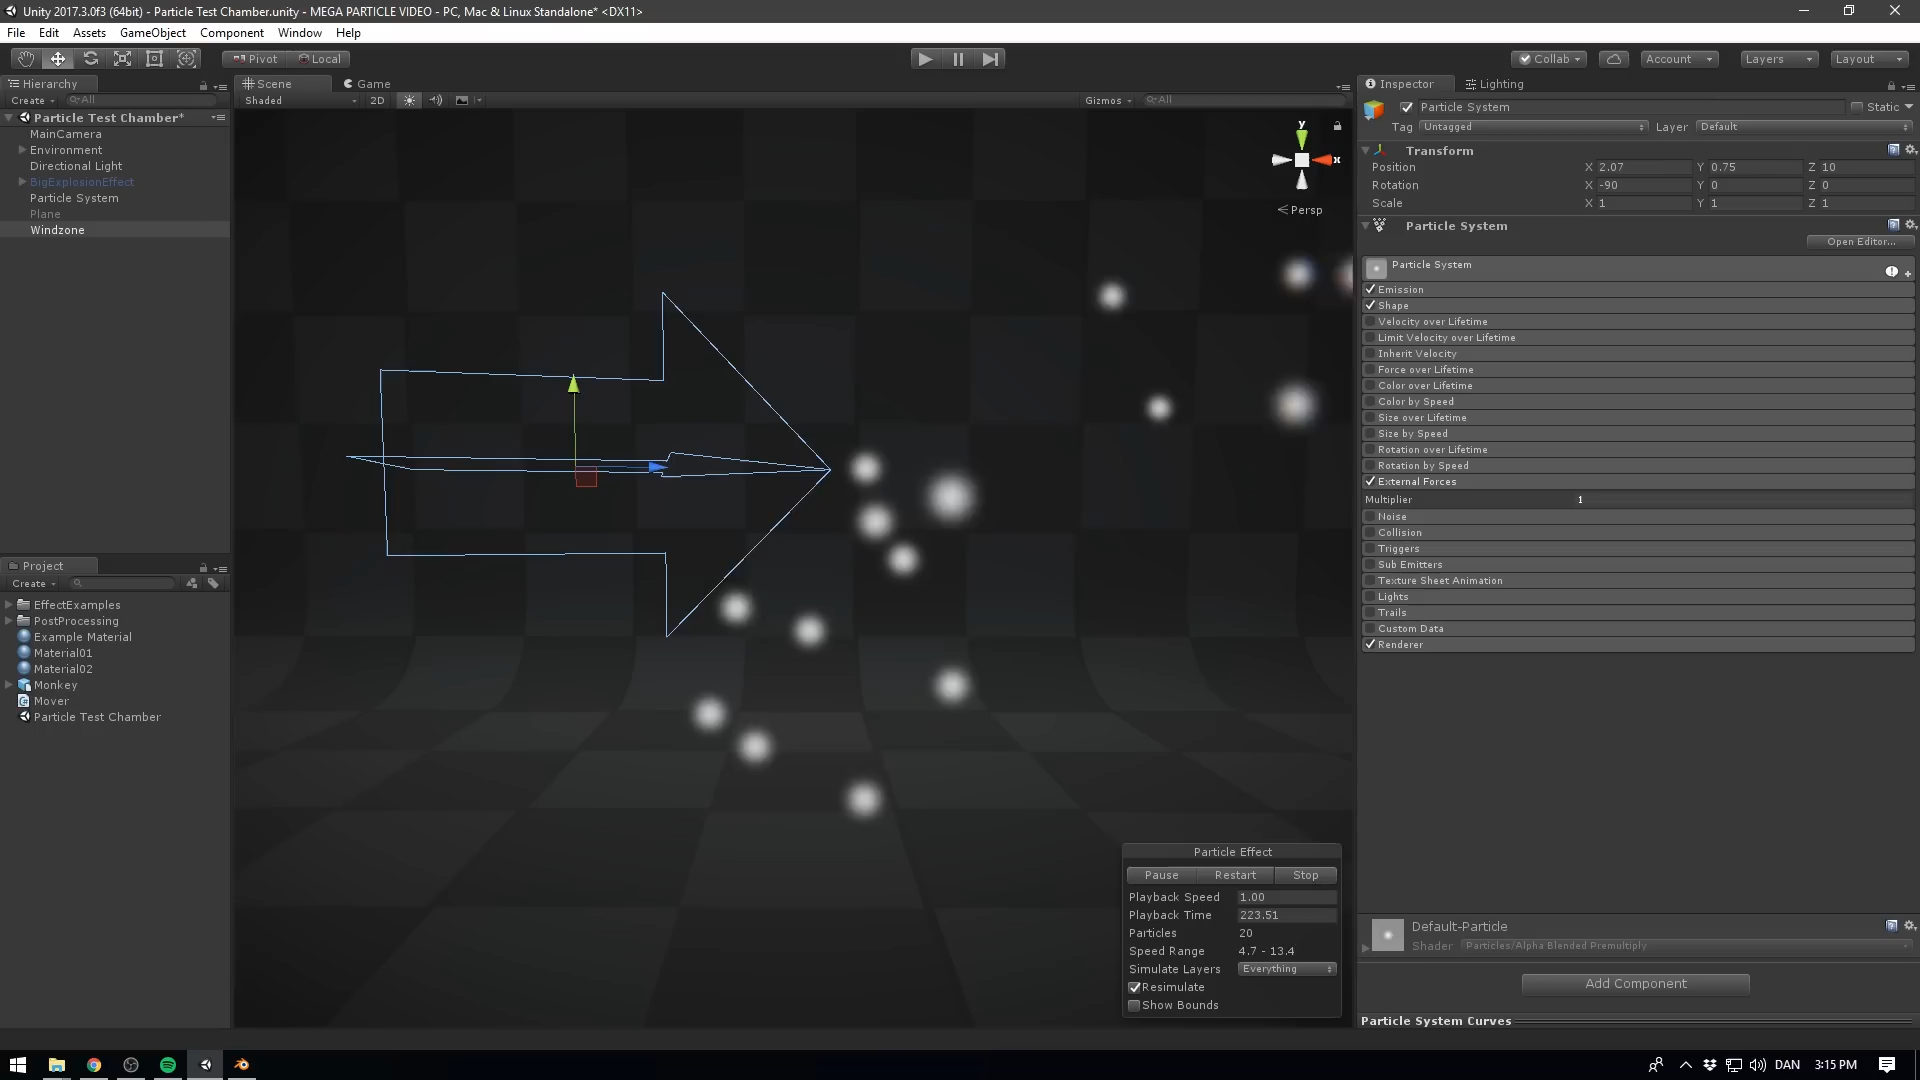 Unity 2017.3.0f3 (64bit) - Particle Test Chamber.unity - MEGA PARTICLE VIDEO - PC, Mac & Linux Standalone* <DX11>
File Edit Assets GameObject Component Window Help
Pivot Local Collab Account Layers Layout
Hierarchy
Create All
Particle Test Chamber*
MainCamera
Environment
Directional Light
BigExplosionEffect
Particle System
Plane
Windzone
Project
Create
EffectExamples
PostProcessing
Example Material
Material01
Material02
Monkey
Mover
Particle Test Chamber
Scene Game
Shaded 2D Gizmos All
y
x
Persp
Particle Effect
Pause Restart Stop
Playback Speed 1.00
Playback Time 223.51
Particles 20
Speed Range 4.7 - 13.4
Simulate Layers Everything
Resimulate
Show Bounds
Inspector Lighting
Particle System Static
Tag Untagged Layer Default
Transform
Position X 2.07 Y 0.75 Z 10
Rotation X -90 Y 0 Z 0
Scale X 1 Y 1 Z 1
Particle System
Open Editor...
Particle System
Emission
Shape
Velocity over Lifetime
Limit Velocity over Lifetime
Inherit Velocity
Force over Lifetime
Color over Lifetime
Color by Speed
Size over Lifetime
Size by Speed
Rotation over Lifetime
Rotation by Speed
External Forces
Multiplier 1
Noise
Collision
Triggers
Sub Emitters
Texture Sheet Animation
Lights
Trails
Custom Data
Renderer
Default-Particle
Shader Particles/Alpha Blended Premultiply
Add Component
Particle System Curves
DAN 3:15 PM